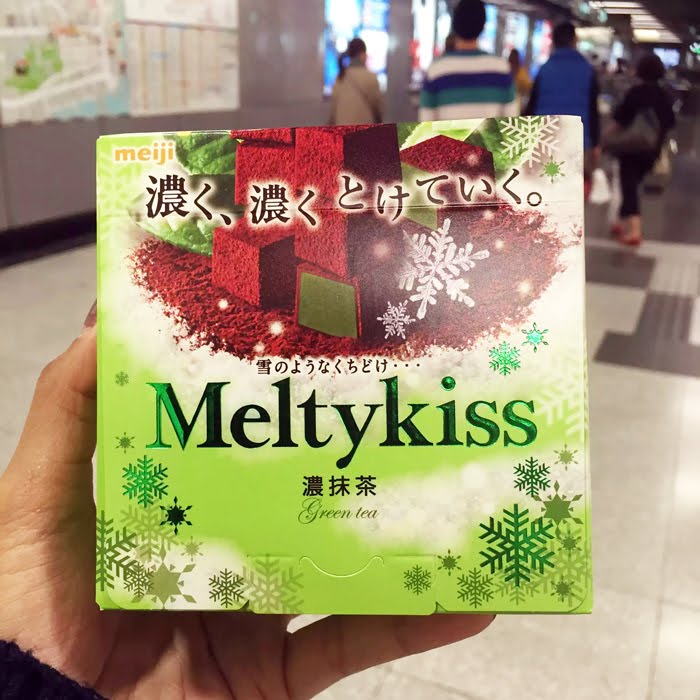 meiji
濃く、濃くとけていく。
雪のようなくちどけ・・・
Meltykiss
濃抹茶
Green tea